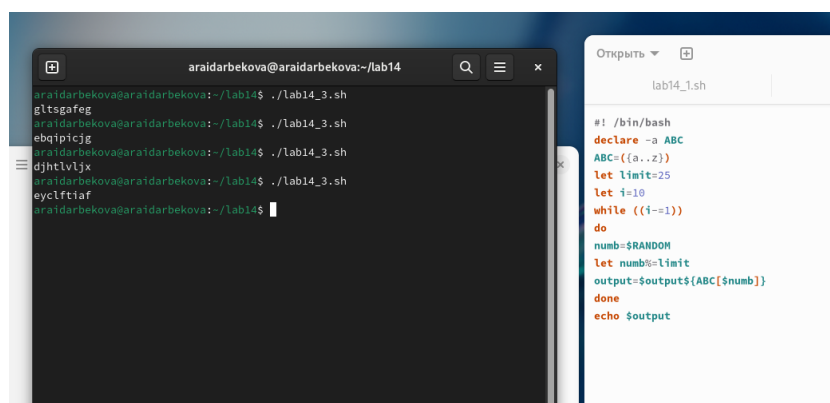 araidarbekova@araidarbekova:~/lab14
araidarbekova@araidarbekova:~/lab14$ ./lab14_3.sh
gltsgafeg
araidarbekova@araidarbekova:~/lab14$ ./lab14_3.sh
ebqipicjg
araidarbekova@araidarbekova:~/lab14$ ./lab14_3.sh
djhtlvljx
araidarbekova@araidarbekova:~/lab14$ ./lab14_3.sh
eyclftiaf
araidarbekova@araidarbekova:~/lab14$
Открыть
lab14_1.sh
#! /bin/bash
declare -a ABC
ABC=({a..z})
let limit=25
let i=10
while ((i-=1))
do
numb=$RANDOM
let numb%=limit
output=$output${ABC[$numb]}
done
echo $output